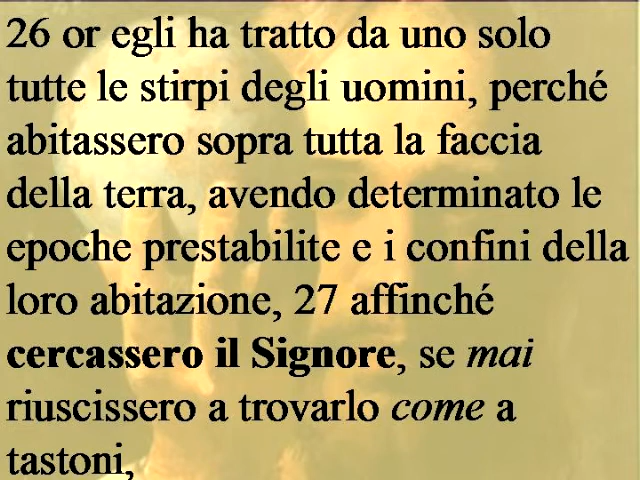 26 or egli ha tratto da uno solo
tutte le stirpi degli uomini, perché
abitassero sopra tutta la faccia
della terra, avendo determinato le
epoche prestabilite e i confini della
loro abitazione, 27 affinché
cercassero il Signore, se mai
riuscissero a trovarlo come a
tastoni,